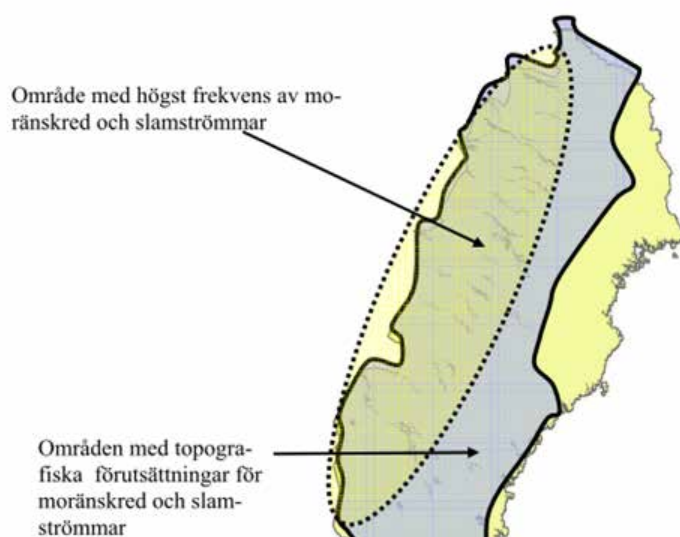 Område med högst frekvens av mo-
ränskred och slamströmmar
Områden med topogra-
fiska förutsättningar för
moränskred och slam-
strömmar